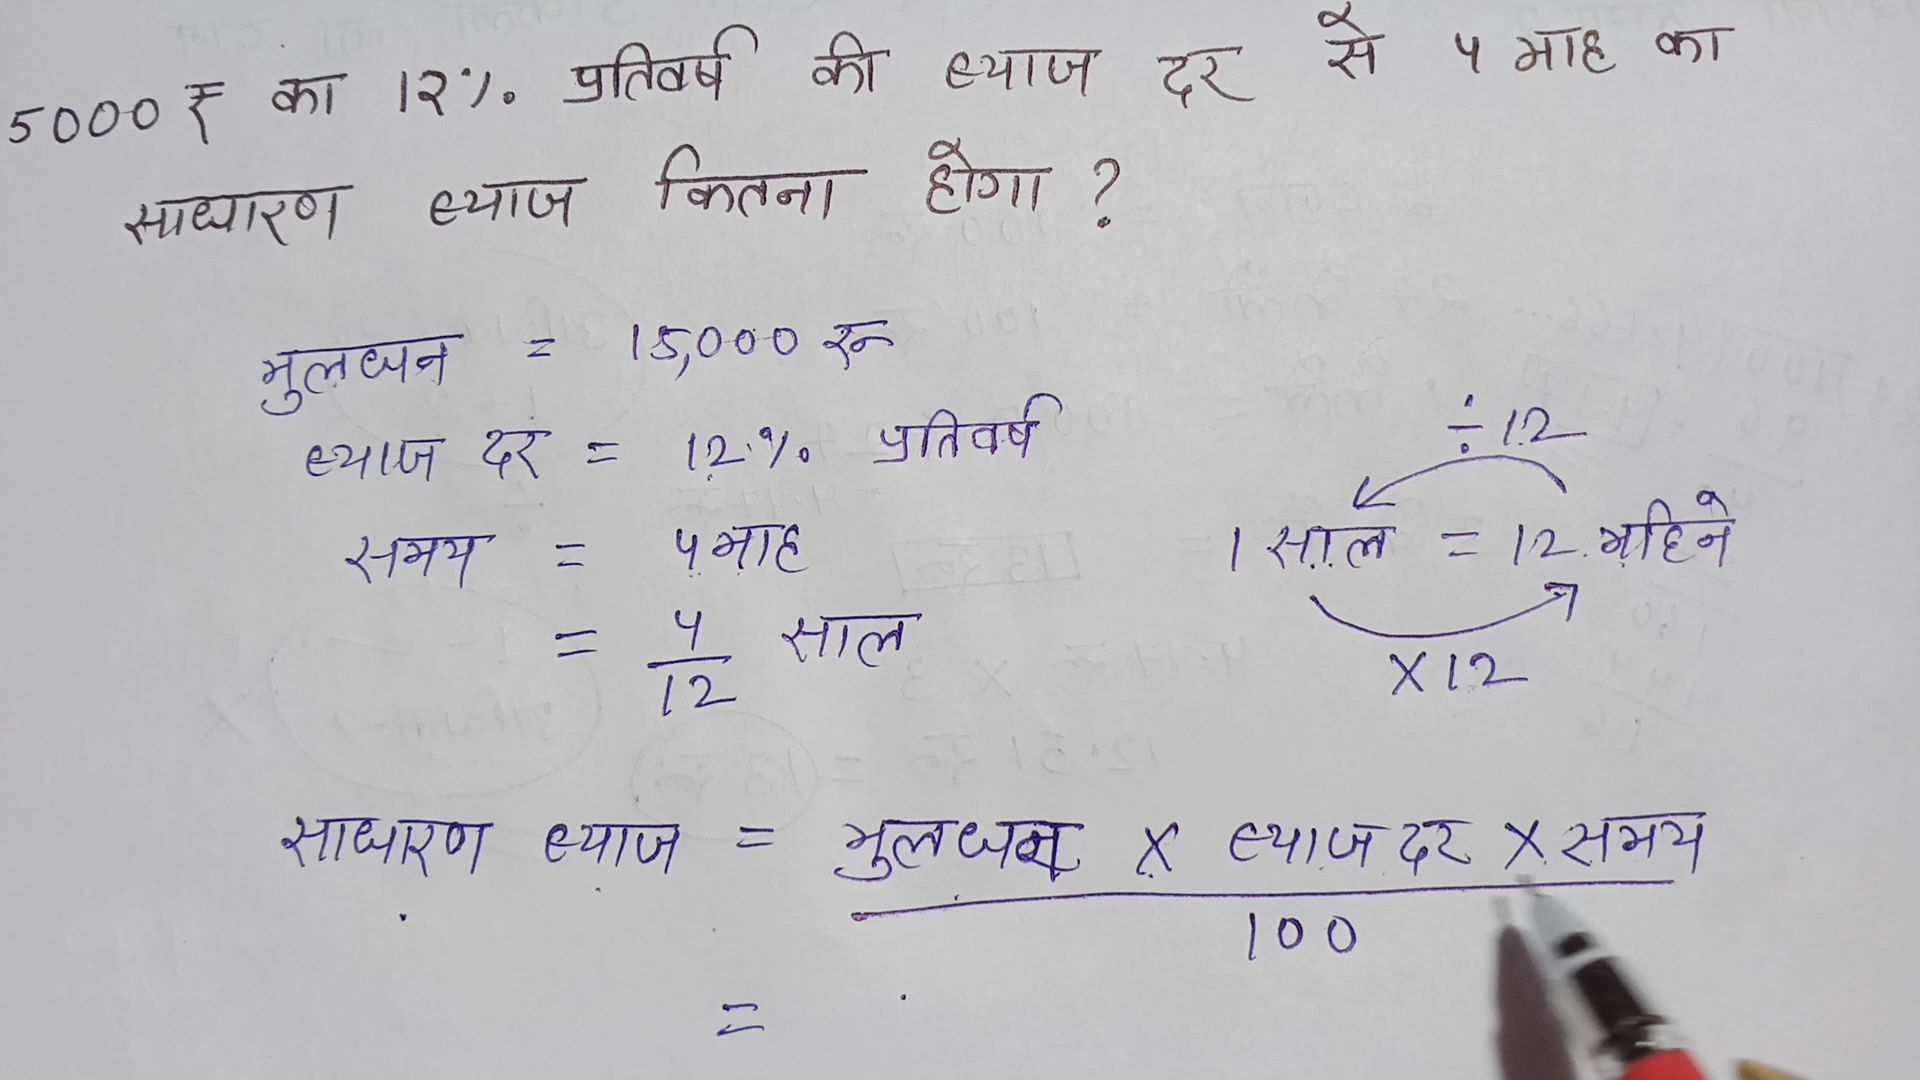 5000 ₹ का 12% प्रतिवर्ष की ब्याज दर से 4 माह का
साधारण ब्याज कितना होगा ?
मुलधन = 15,000 रू
ब्याज दर = 12% प्रतिवर्ष
समय = 4 माह
= 4/12 साल
÷12
1 साल = 12 महिने
×12
साधारण ब्याज = मुलधन × ब्याज दर × समय
100
=